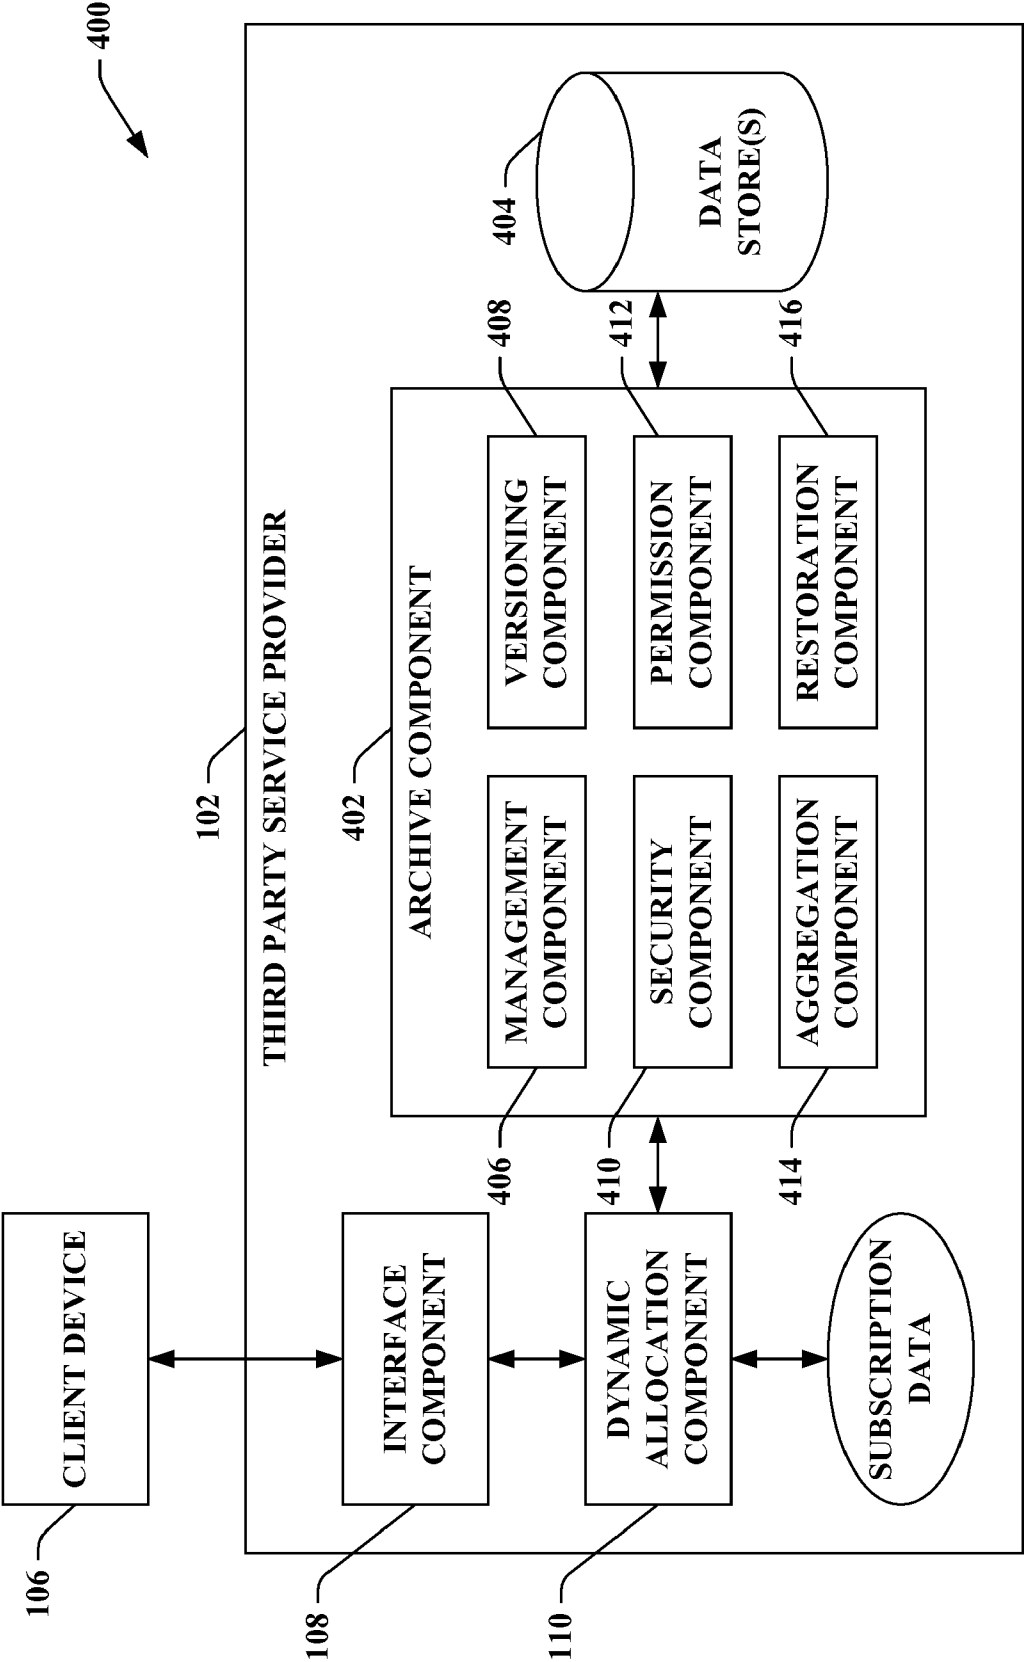 400
CLIENT DEVICE
106
102
THIRD PARTY SERVICE PROVIDER
INTERFACE
COMPONENT
108
DYNAMIC
ALLOCATION
COMPONENT
110
SUBSCRIPTION
DATA
402
ARCHIVE COMPONENT
MANAGEMENT
COMPONENT
406
VERSIONING
COMPONENT
408
SECURITY
COMPONENT
410
PERMISSION
COMPONENT
412
AGGREGATION
COMPONENT
414
RESTORATION
COMPONENT
416
404
DATA
STORE(S)